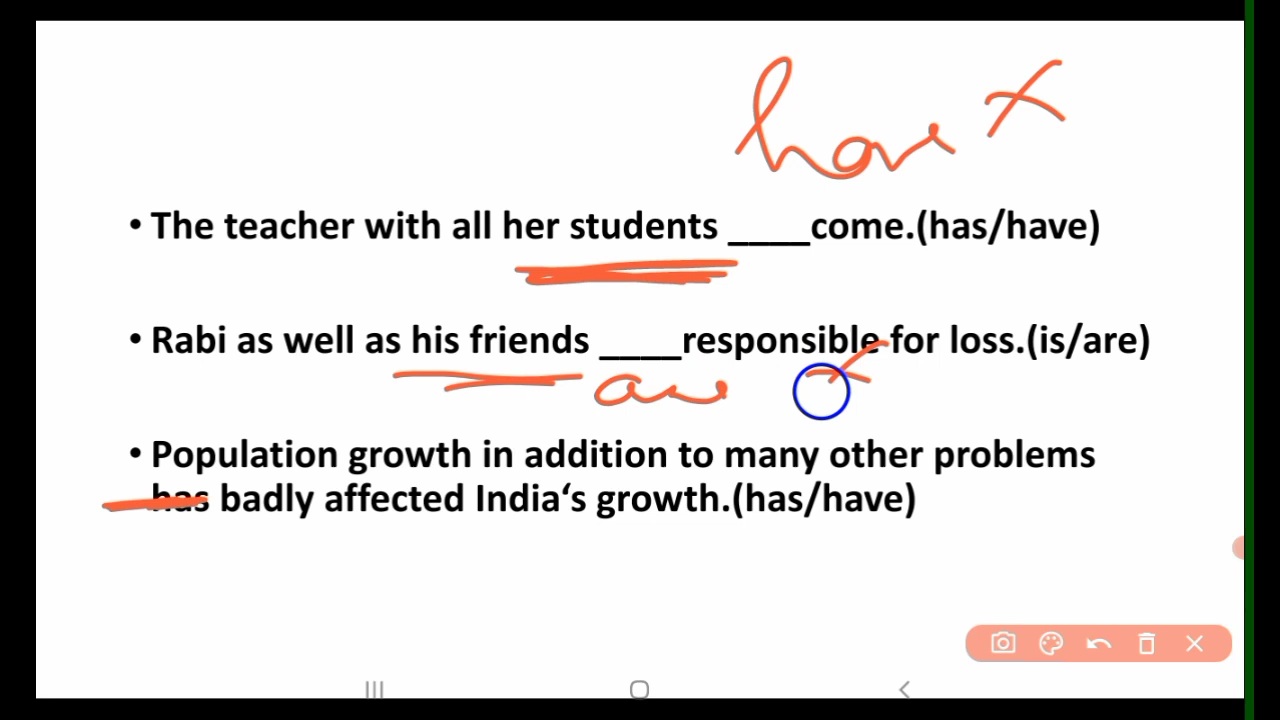 have
• The teacher with all her students ____come.(has/have)
• Rabi as well as his friends ____responsible for loss.(is/are)
are
• Population growth in addition to many other problems
has badly affected India‘s growth.(has/have)